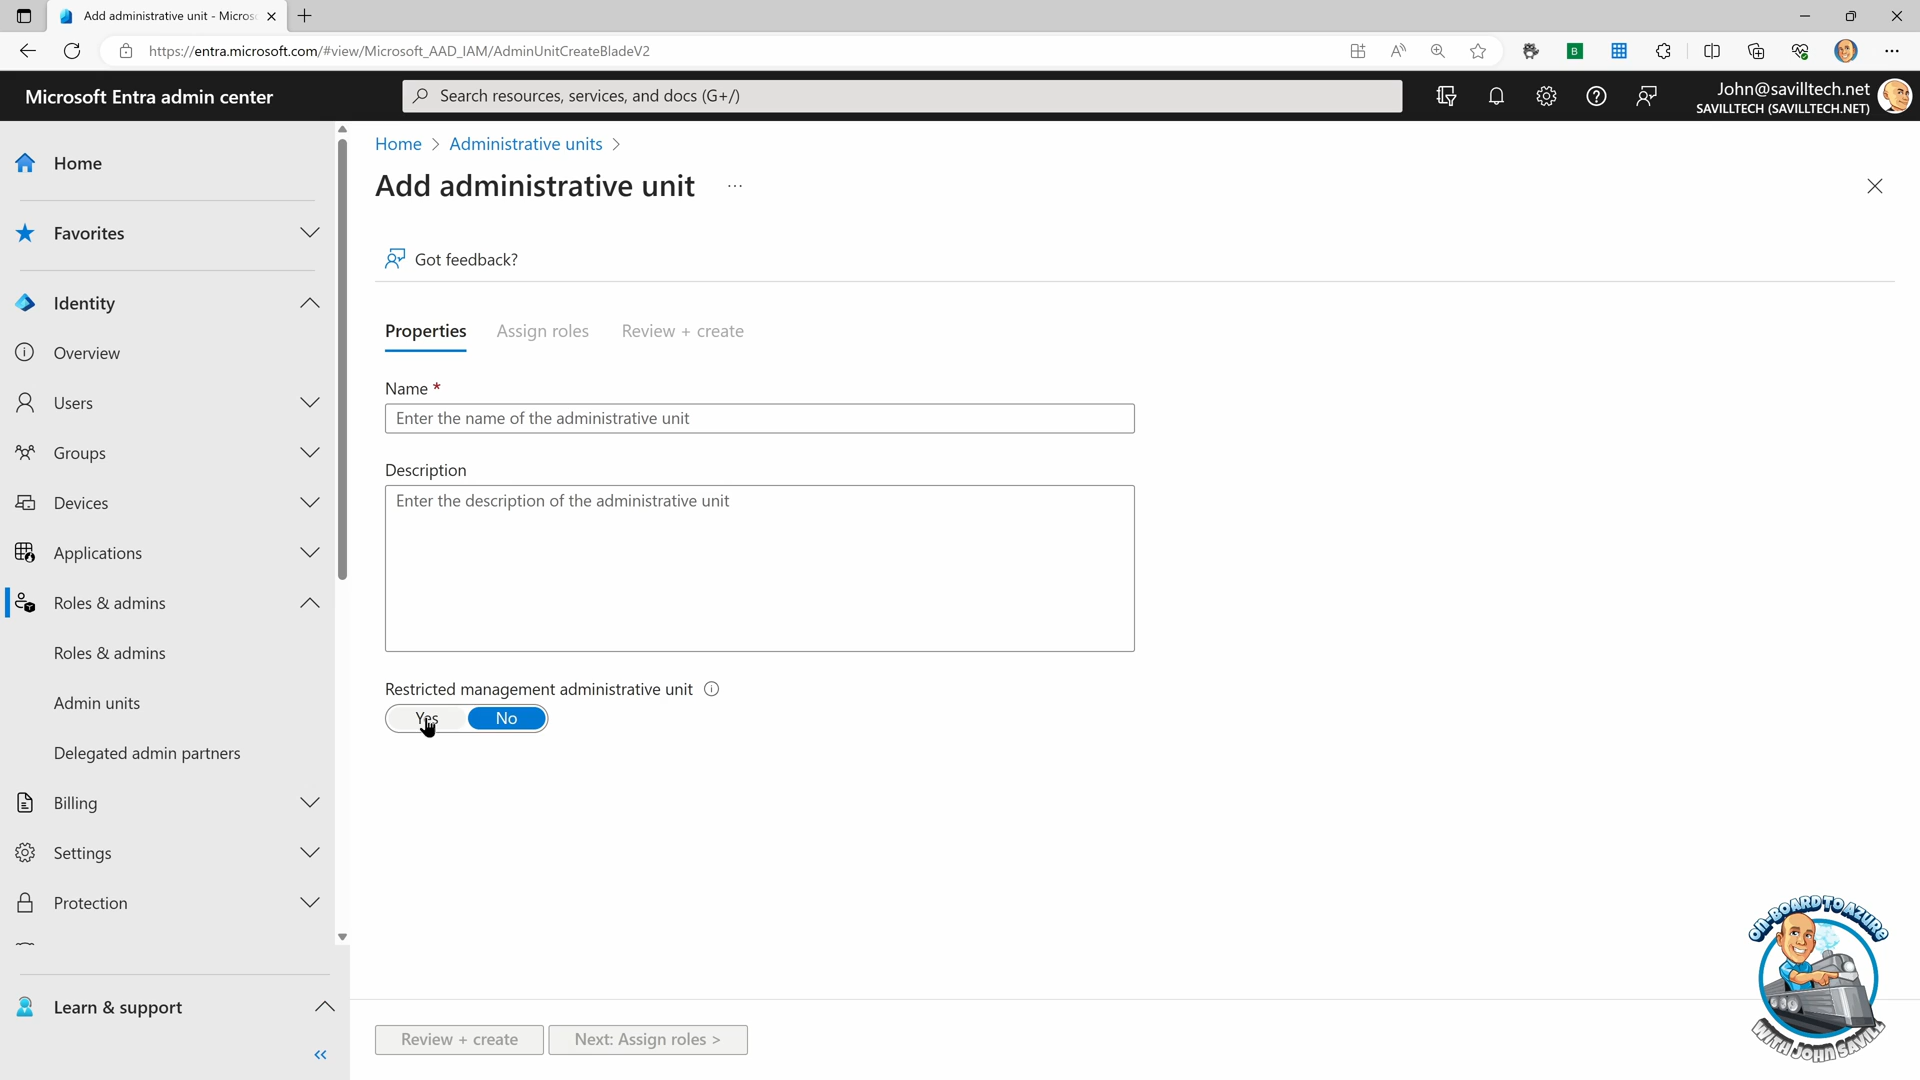 Add administrative unit - Micros
https://entra.microsoft.com/#view/Microsoft_AAD_IAM/AdminUnitCreateBladeV2
Microsoft Entra admin center
Search resources, services, and docs (G+/)
John@savilltech.net
SAVILLTECH (SAVILLTECH.NET)
Home
Favorites
Identity
Overview
Users
Groups
Devices
Applications
Roles & admins
Roles & admins
Admin units
Delegated admin partners
Billing
Settings
Protection
Learn & support
Home > Administrative units >
Add administrative unit ...
Got feedback?
Properties Assign roles Review + create
Name *
Enter the name of the administrative unit
Description
Enter the description of the administrative unit
Restricted management administrative unit
Yes No
Review + create Next: Assign roles >
ON-BOARD TO AZURE
WITH JOHN SAVILL